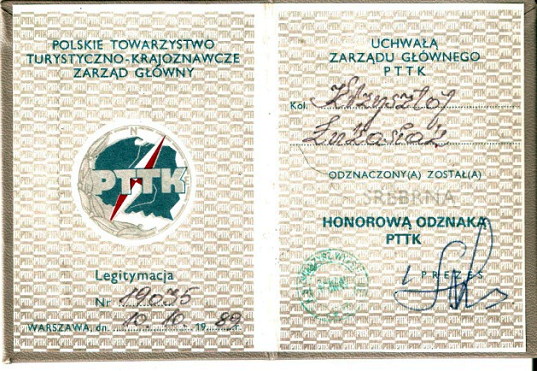 POLSKIE TOWARZYSTWO
TURYSTYCZNO-KRAJOZNAWCZE
ZARZĄD GŁÓWNY
N
PTTK
Legitymacja
Nr 19035
WARSZAWA, dn. 10.10.1989 r.
UCHWAŁĄ
ZARZĄDU GŁÓWNEGO
PTTK
Kol. Krzysztof
ODZNACZONY(A) ZOSTAŁ(A)
SREBRNĄ
HONOROWĄ ODZNAKĄ
PTTK
PREZES